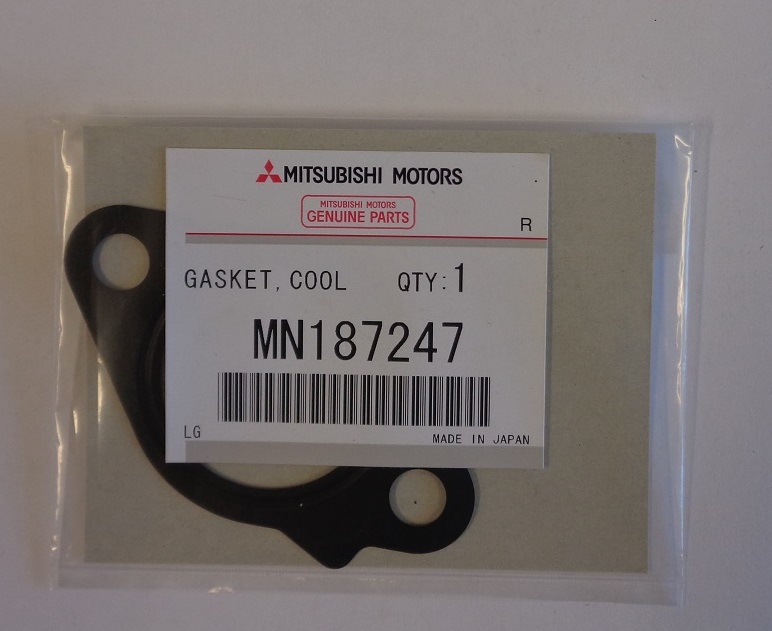 MITSUBISHI MOTORS
MITSUBISHI MOTORS
GENUINE PARTS
R
GASKET, COOL QTY:1
MN187247
LG MADE IN JAPAN